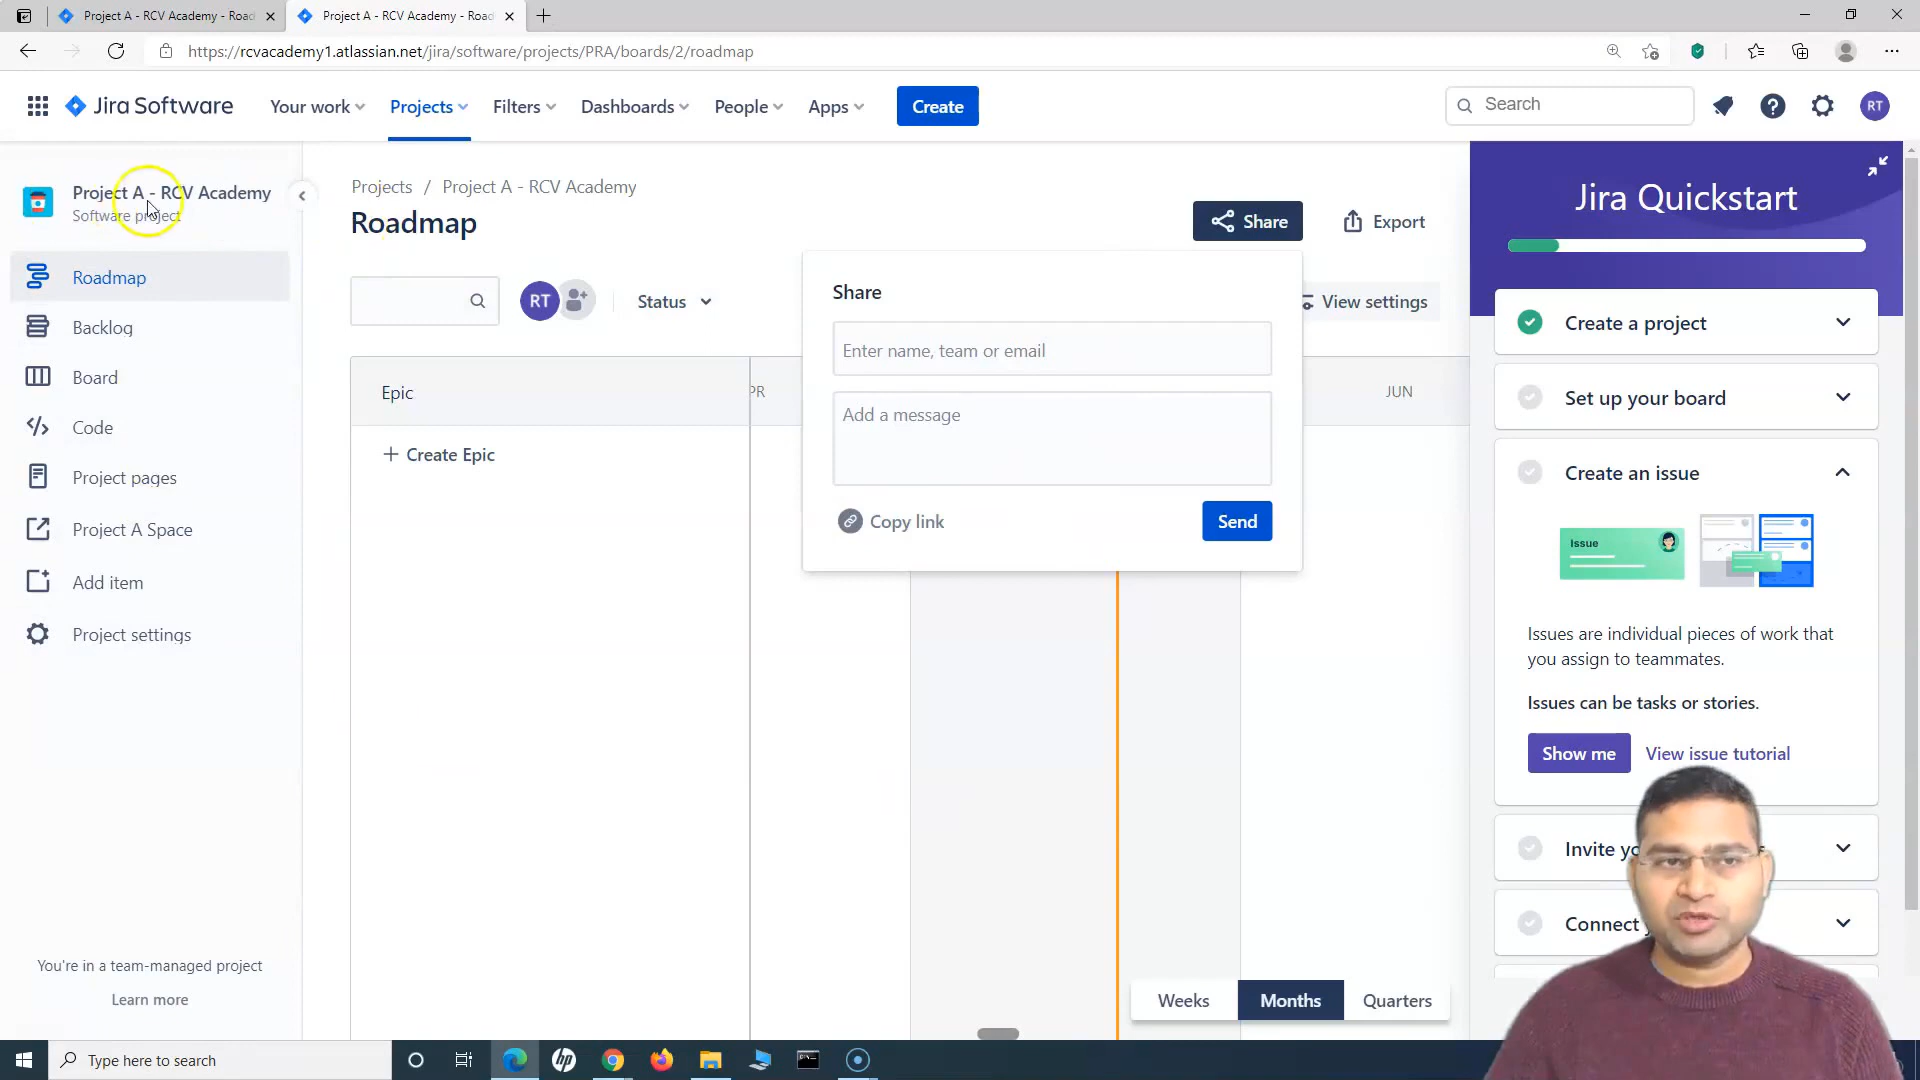 Project A - RCV Academy - Road
Project A - RCV Academy - Road
https://rcvacademy1.atlassian.net/jira/software/projects/PRA/boards/2/roadmap
Jira Software
Your work
Projects
Filters
Dashboards
People
Apps
Create
Search
RT
Project A - RCV Academy
Software project
Roadmap
Backlog
Board
Code
Project pages
Project A Space
Add item
Project settings
You're in a team-managed project
Learn more
Projects / Project A - RCV Academy
Roadmap
Share
Export
RT
Status
View settings
Epic
PR
JUN
+ Create Epic
Share
Enter name, team or email
Add a message
Copy link
Send
Weeks
Months
Quarters
Jira Quickstart
Create a project
Set up your board
Create an issue
Issue
Issues are individual pieces of work that
you assign to teammates.
Issues can be tasks or stories.
Show me
View issue tutorial
Invite
Connect
Type here to search
hp